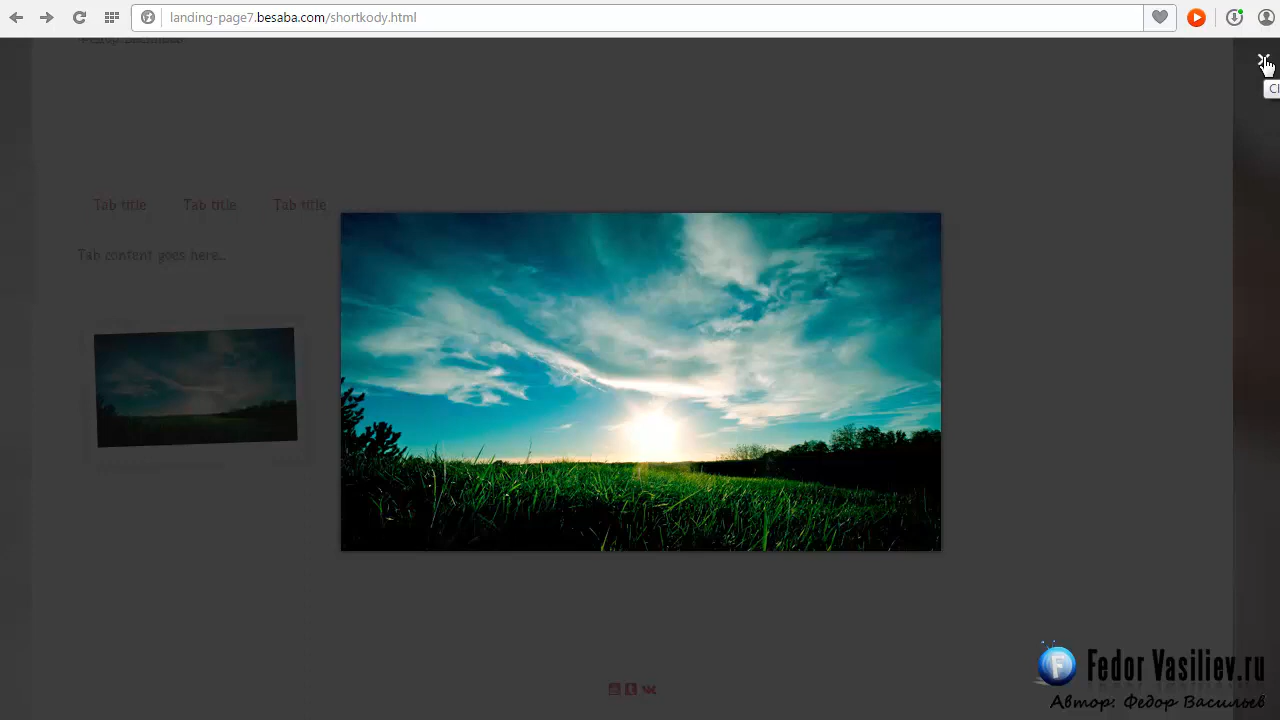 landing-page7.besaba.com/shortkody.html
Cl
Tab title Tab title Tab title
Tab content goes here...
F Fedor Vasiliev.ru
Автор: Федор Васильев